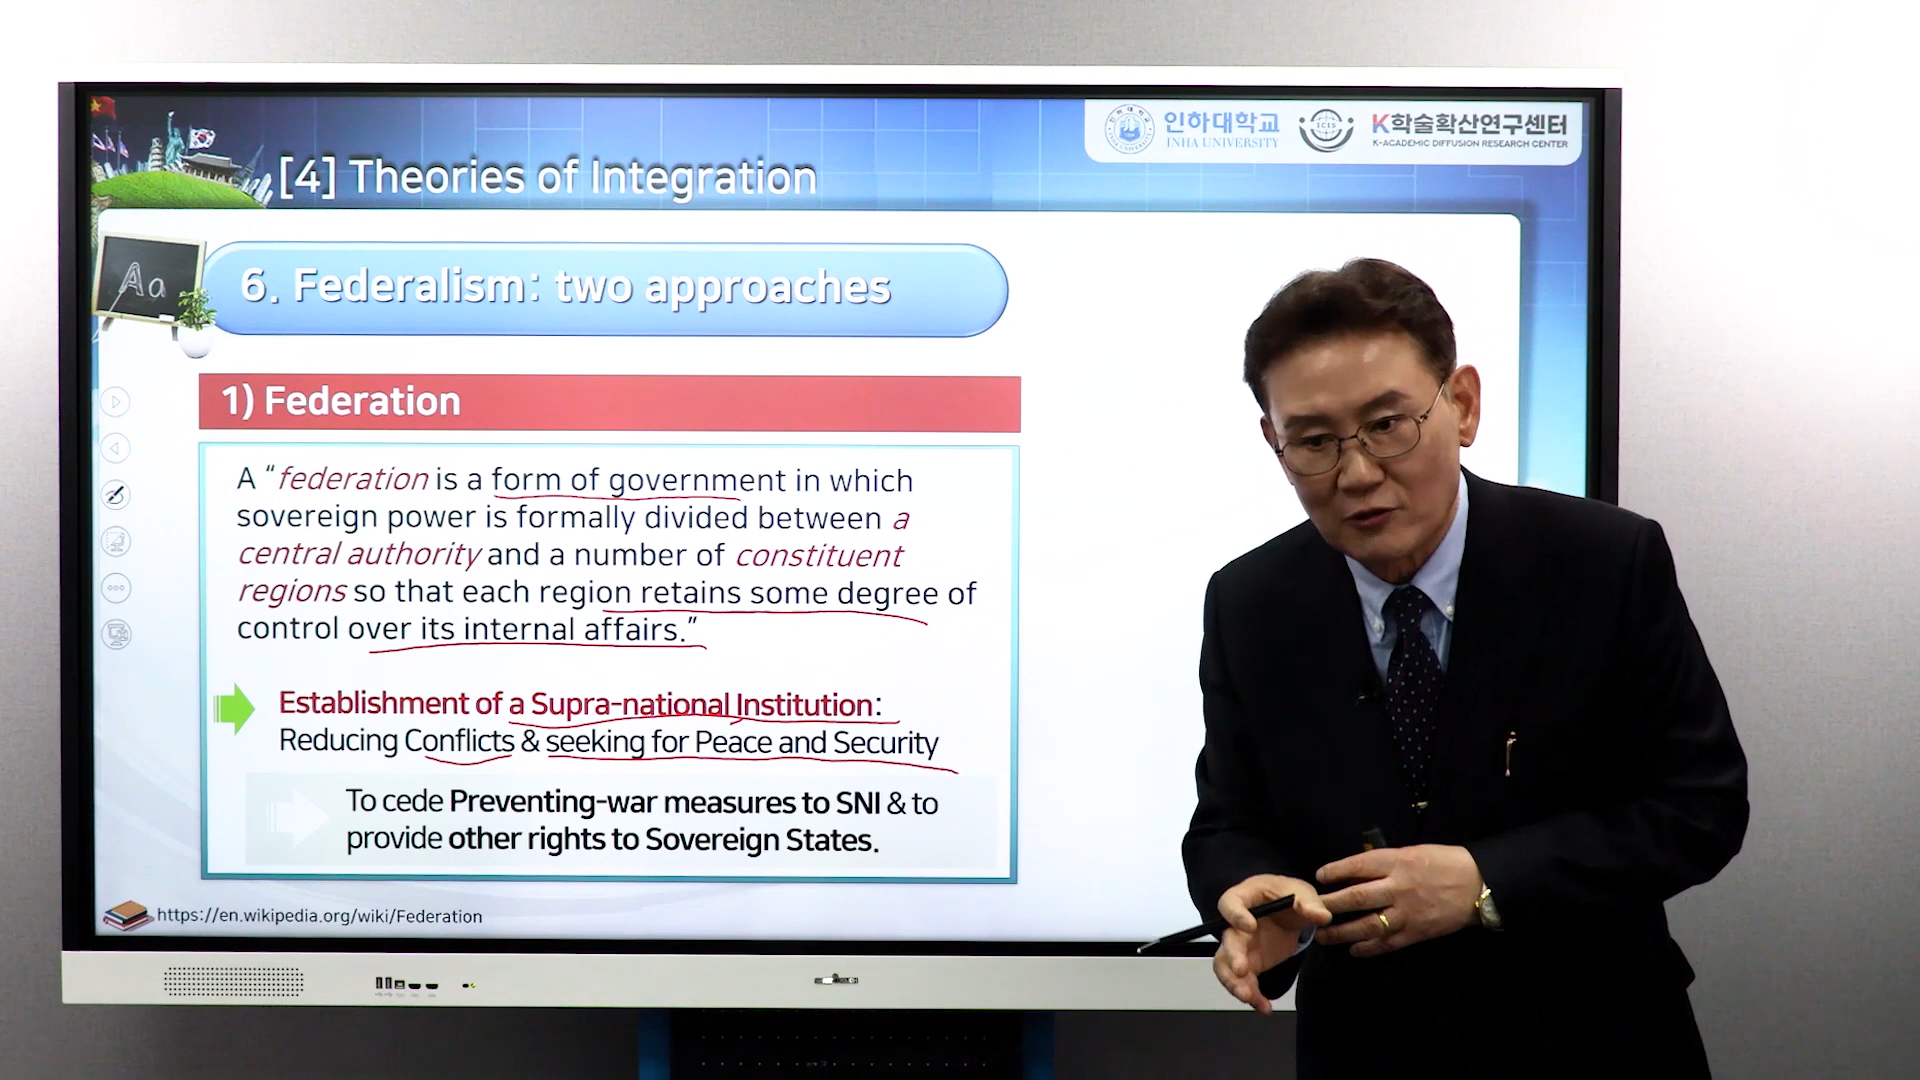 인하대학교
INHA UNIVERSITY
ICIS
K학술확산연구센터
K-ACADEMIC DIFFUSION RESEARCH CENTER
[4] Theories of Integration
Aa
6. Federalism: two approaches
1) Federation
A “federation is a form of government in which
sovereign power is formally divided between a
central authority and a number of constituent
regions so that each region retains some degree of
control over its internal affairs.”
Establishment of a Supra-national Institution:
Reducing Conflicts & seeking for Peace and Security
To cede Preventing-war measures to SNI & to
provide other rights to Sovereign States.
https://en.wikipedia.org/wiki/Federation